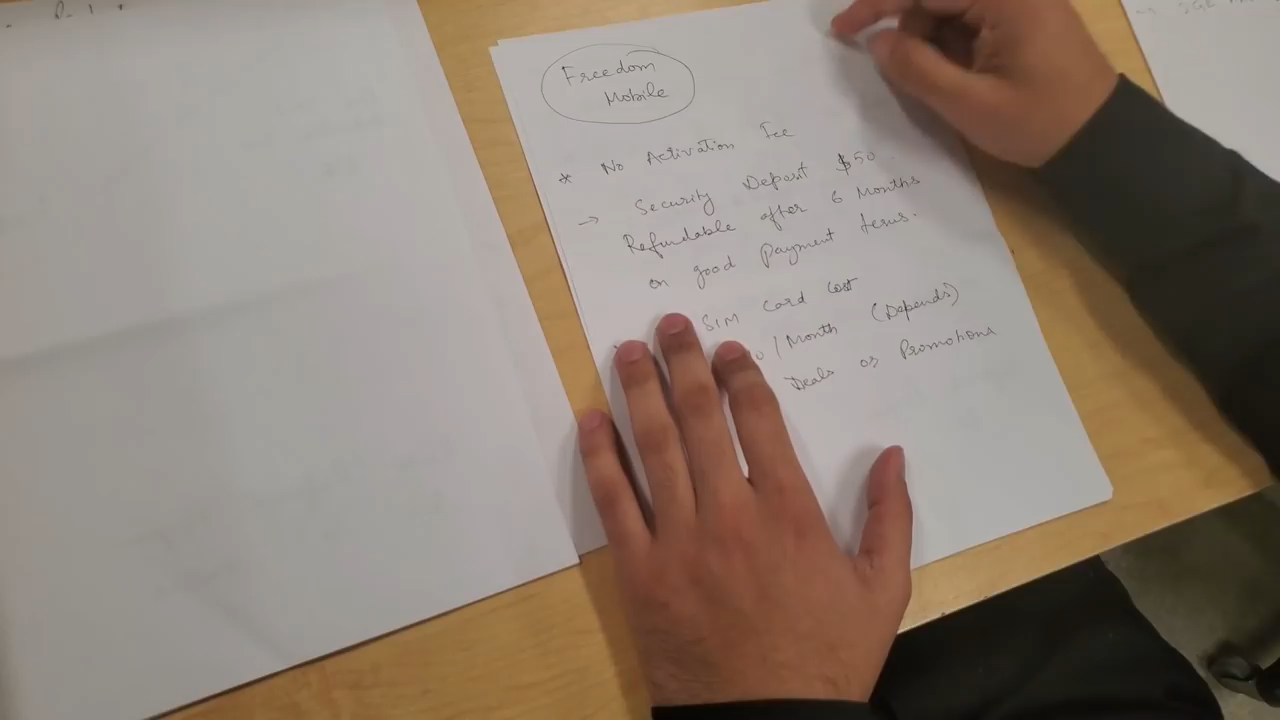 Freedom
Mobile
* No Activation Fee
→ Security Deposit $50.
Refundable after 6 Months
on good payment terms.
SIM Card Cost
0 / Month (Depends)
Deals or Promotions